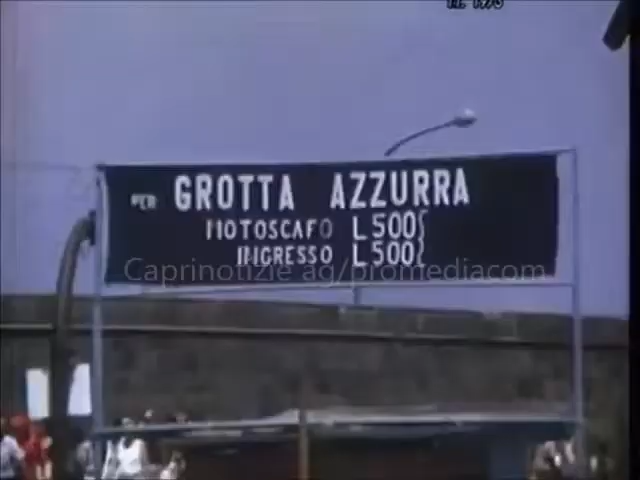 PER GROTTA AZZURRA
MOTOSCAFO L 500
INGRESSO L 500
Caprinotizie ag/promediacom